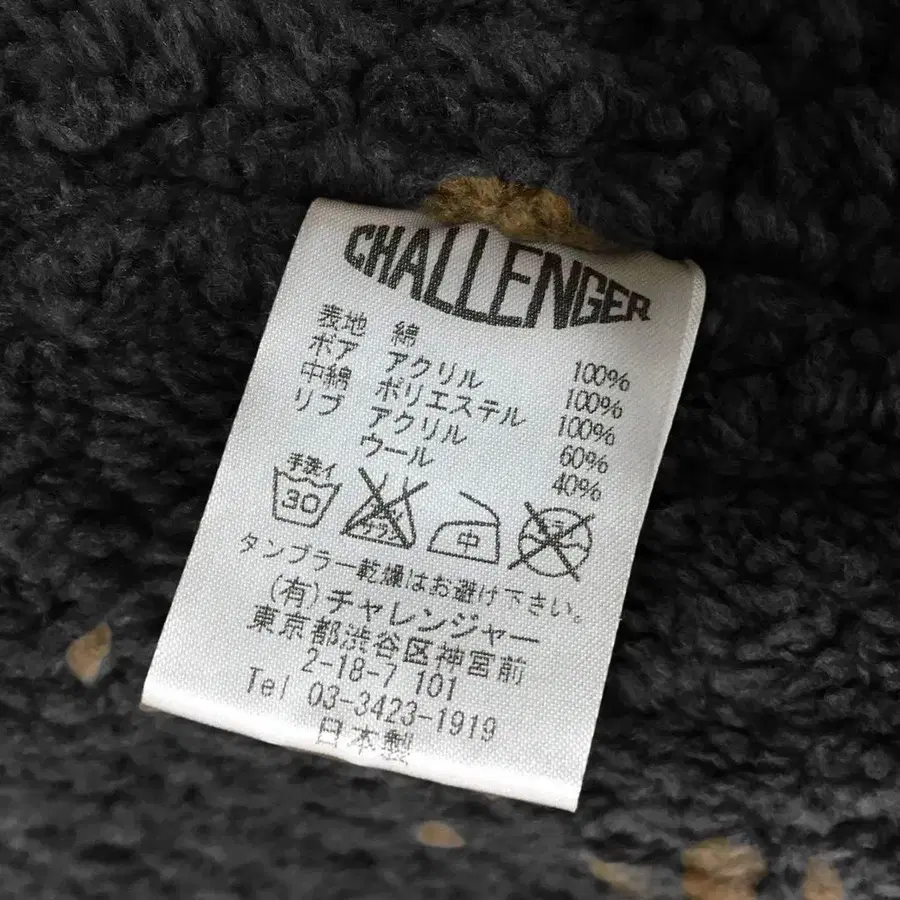 CHALLENGER
表地 綿 100%
ボア アクリル 100%
中綿 ポリエステル 100%
リブ アクリル 60%
ウール 40%
手洗イ
30
中
タンブラー乾燥はお避け下さい。
(有)チャレンジャー
東京都渋谷区神宮前
2-18-7 101
Tel 03-3423-1919
日本製